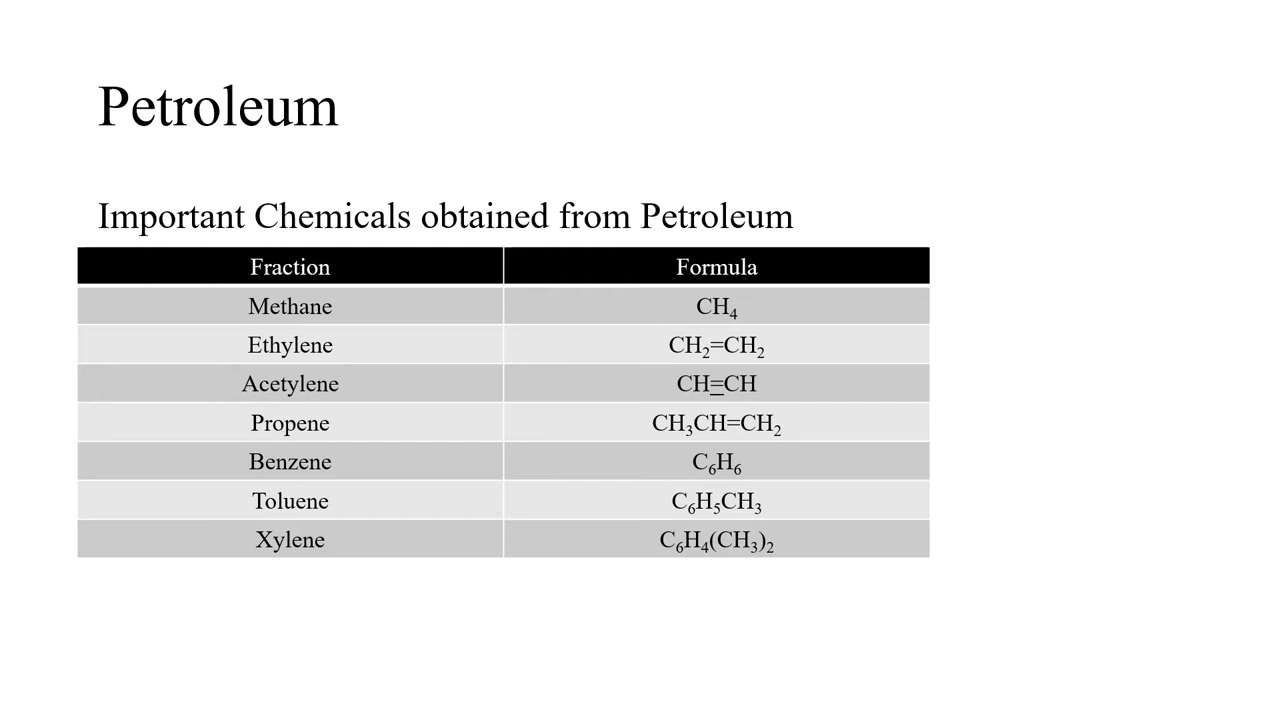 Petroleum
Important Chemicals obtained from Petroleum
Fraction Formula
Methane CH₄
Ethylene CH₂=CH₂
Acetylene CH≡CH
Propene CH₃CH=CH₂
Benzene C₆H₆
Toluene C₆H₅CH₃
Xylene C₆H₄(CH₃)₂